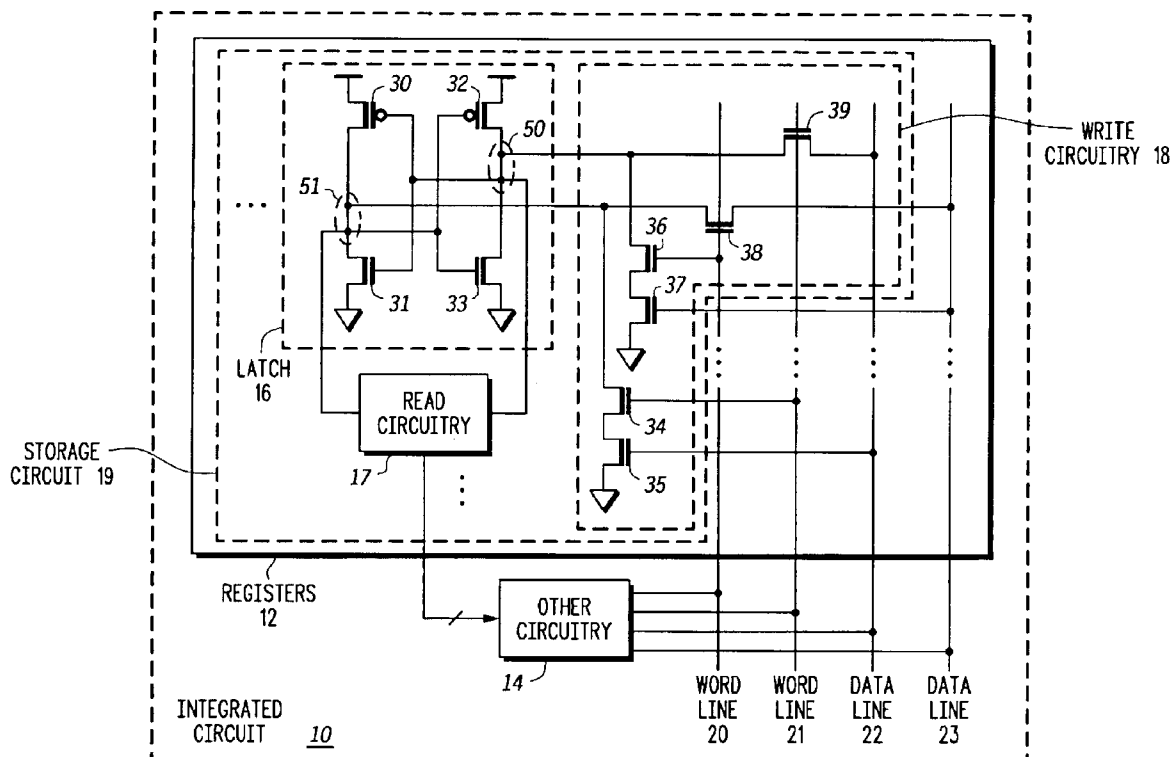 30
32
50
39
WRITE
CIRCUITRY 18
51
...
36
38
37
31
33
LATCH
16
READ
CIRCUITRY
34
STORAGE
CIRCUIT 19
17
35
REGISTERS
12
OTHER
CIRCUITRY
14
WORD
LINE
20
WORD
LINE
21
DATA
LINE
22
DATA
LINE
23
INTEGRATED
CIRCUIT 10